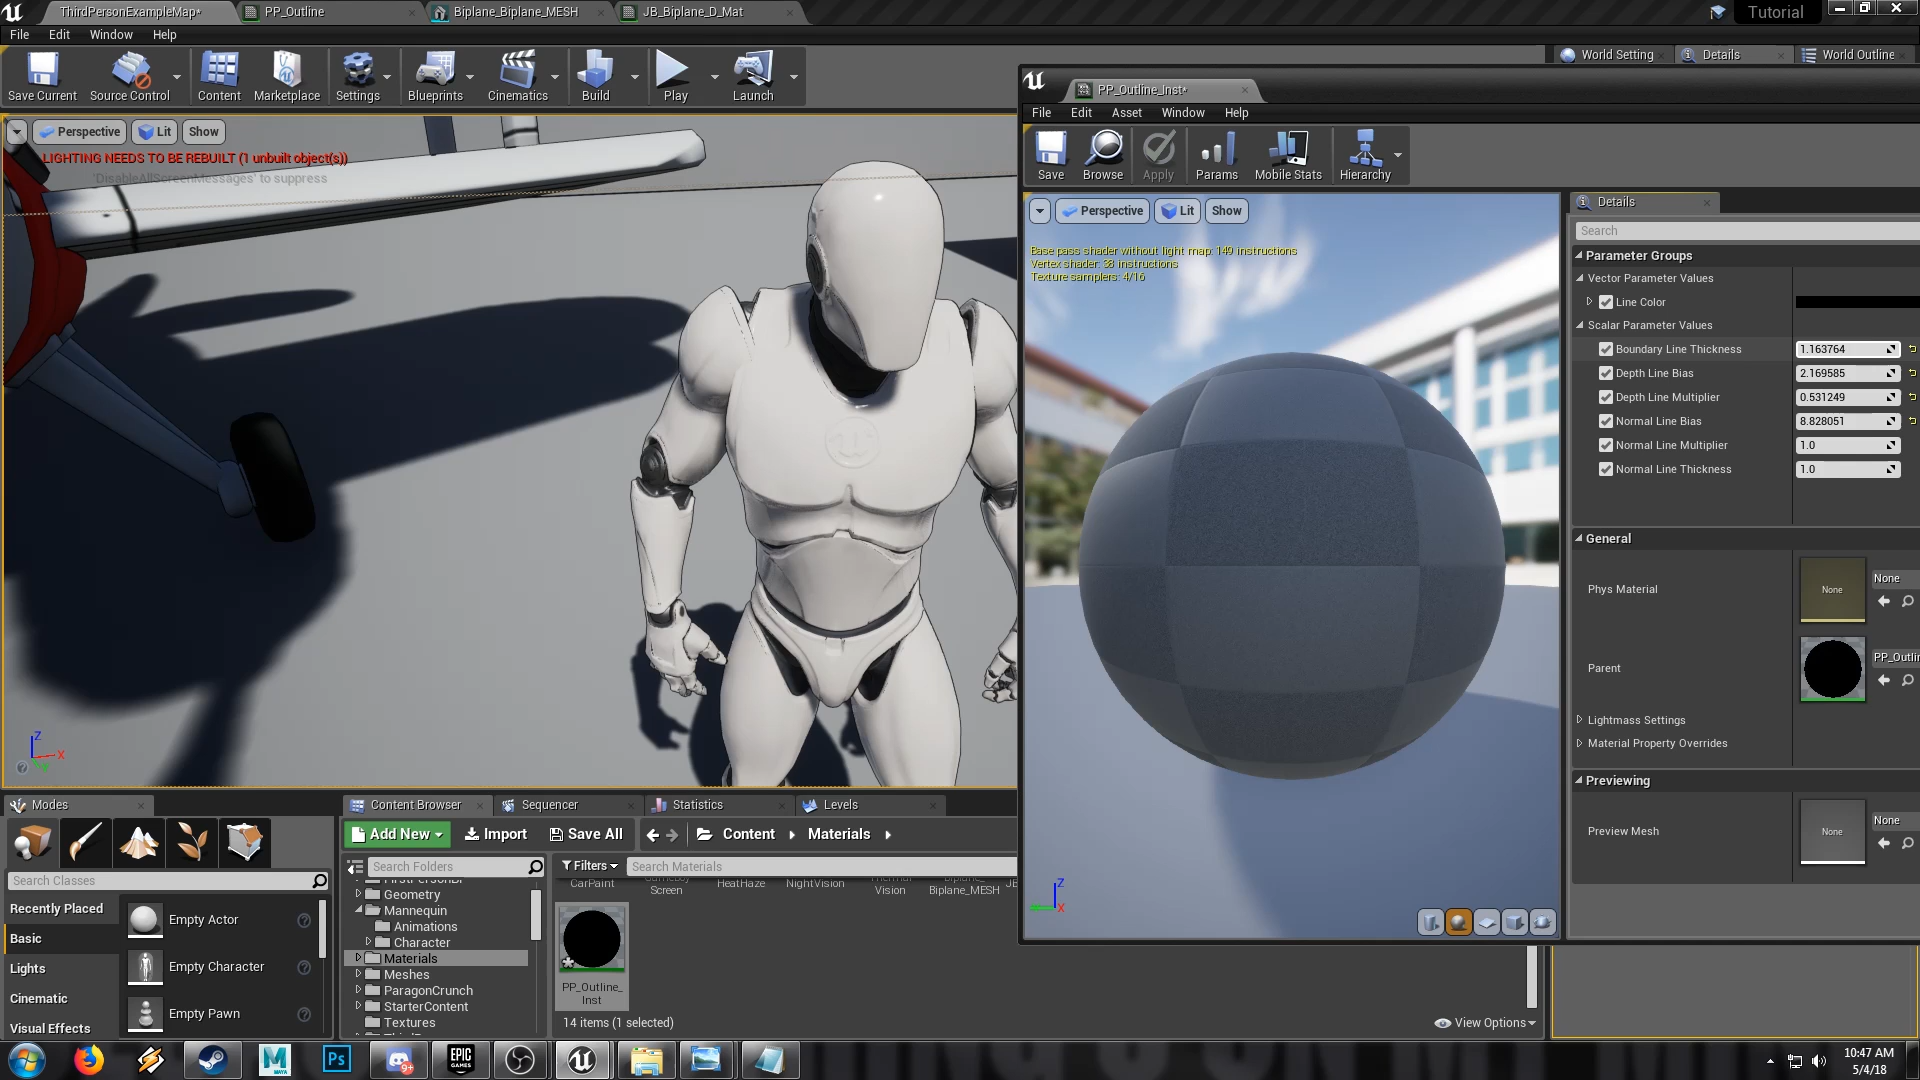 ThirdPersonExampleMap*
PP_Outline
Biplane_Biplane_MESH
JB_Biplane_D_Mat
Tutorial
File Edit Window Help
World Setting
Details
World Outline
Save Current
Source Control
Content
Marketplace
Settings
Blueprints
Cinematics
Build
Play
Launch
Perspective
Lit
Show
LIGHTING NEEDS TO BE REBUILT (1 unbuilt object(s))
'DisableAllScreenMessages' to suppress
PP_Outline_Inst*
File Edit Asset Window Help
Save
Browse
Apply
Params
Mobile Stats
Hierarchy
Perspective
Lit
Show
Base pass shader without light map: 149 instructions
Vertex shader: 38 instructions
Texture samplers: 4/16
Details
Search
Parameter Groups
Vector Parameter Values
Line Color
Scalar Parameter Values
Boundary Line Thickness 1.163764
Depth Line Bias 2.169585
Depth Line Multiplier 0.531249
Normal Line Bias 8.828051
Normal Line Multiplier 1.0
Normal Line Thickness 1.0
General
Phys Material
None
None
Parent
PP_Outlin
Lightmass Settings
Material Property Overrides
Previewing
Preview Mesh
None
None
Z
X
Z
X
Modes
Search Classes
Recently Placed
Basic
Lights
Cinematic
Visual Effects
Empty Actor
Empty Character
Empty Pawn
Content Browser
Sequencer
Statistics
Levels
Add New
Import
Save All
Content
Materials
Search Folders
Filters
Search Materials
Geometry
Mannequin
Animations
Character
Materials
Meshes
ParagonCrunch
StarterContent
Textures
CarPaint
Screen
HeatHaze
NightVision
Vision
Biplane_MESH
JB
PP_Outline_
Inst
14 items (1 selected)
View Options
MAYA
Ps
9+
EPIC
GAMES
10:47 AM
5/4/18